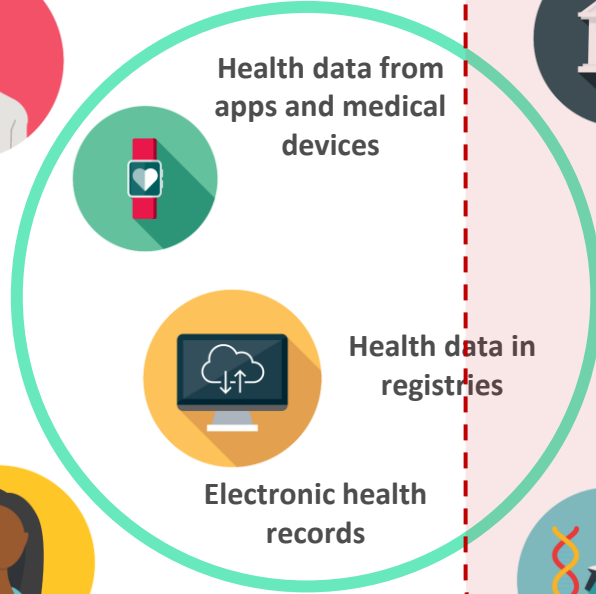 Health data from
apps and medical
devices
Health data in
registries
Electronic health
records